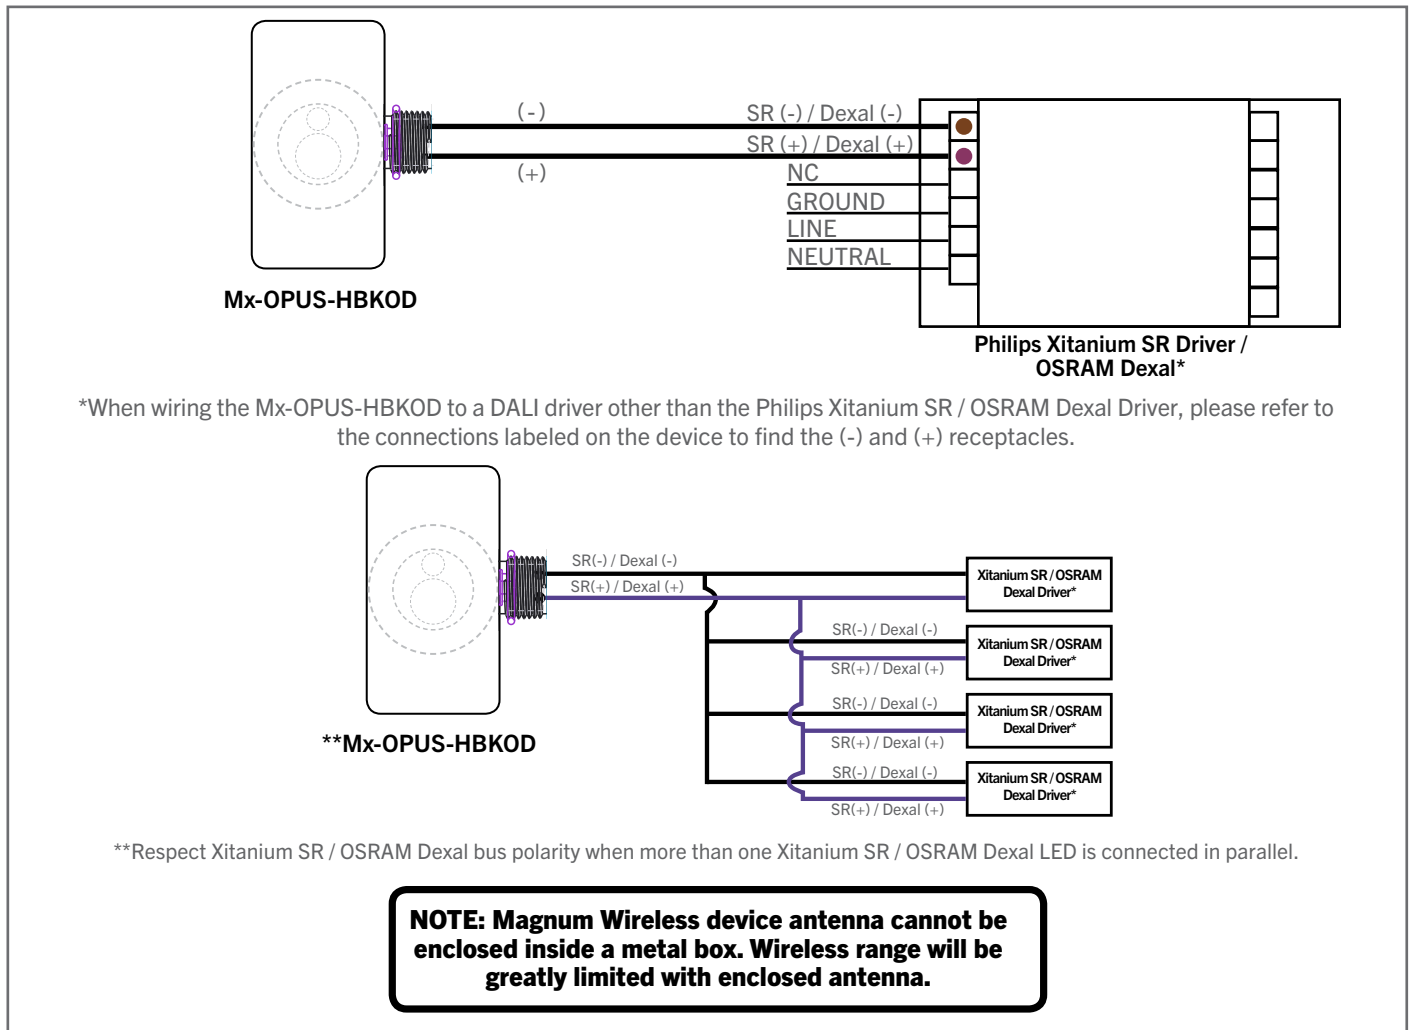 (-)
SR (-) / Dexal (-)
SR (+) / Dexal (+)
(+)
NC
GROUND
LINE
NEUTRAL
Mx-OPUS-HBKOD
Philips Xitanium SR Driver /
OSRAM Dexal*
*When wiring the Mx-OPUS-HBKOD to a DALI driver other than the Philips Xitanium SR / OSRAM Dexal Driver, please refer to
the connections labeled on the device to find the (-) and (+) receptacles.
SR(-) / Dexal (-)
SR(+) / Dexal (+)
Xitanium SR / OSRAM
Dexal Driver*
SR(-) / Dexal (-)
SR(+) / Dexal (+)
Xitanium SR / OSRAM
Dexal Driver*
SR(-) / Dexal (-)
SR(+) / Dexal (+)
Xitanium SR / OSRAM
Dexal Driver*
SR(-) / Dexal (-)
SR(+) / Dexal (+)
Xitanium SR / OSRAM
Dexal Driver*
**Mx-OPUS-HBKOD
**Respect Xitanium SR / OSRAM Dexal bus polarity when more than one Xitanium SR / OSRAM Dexal LED is connected in parallel.
NOTE: Magnum Wireless device antenna cannot be
enclosed inside a metal box. Wireless range will be
greatly limited with enclosed antenna.